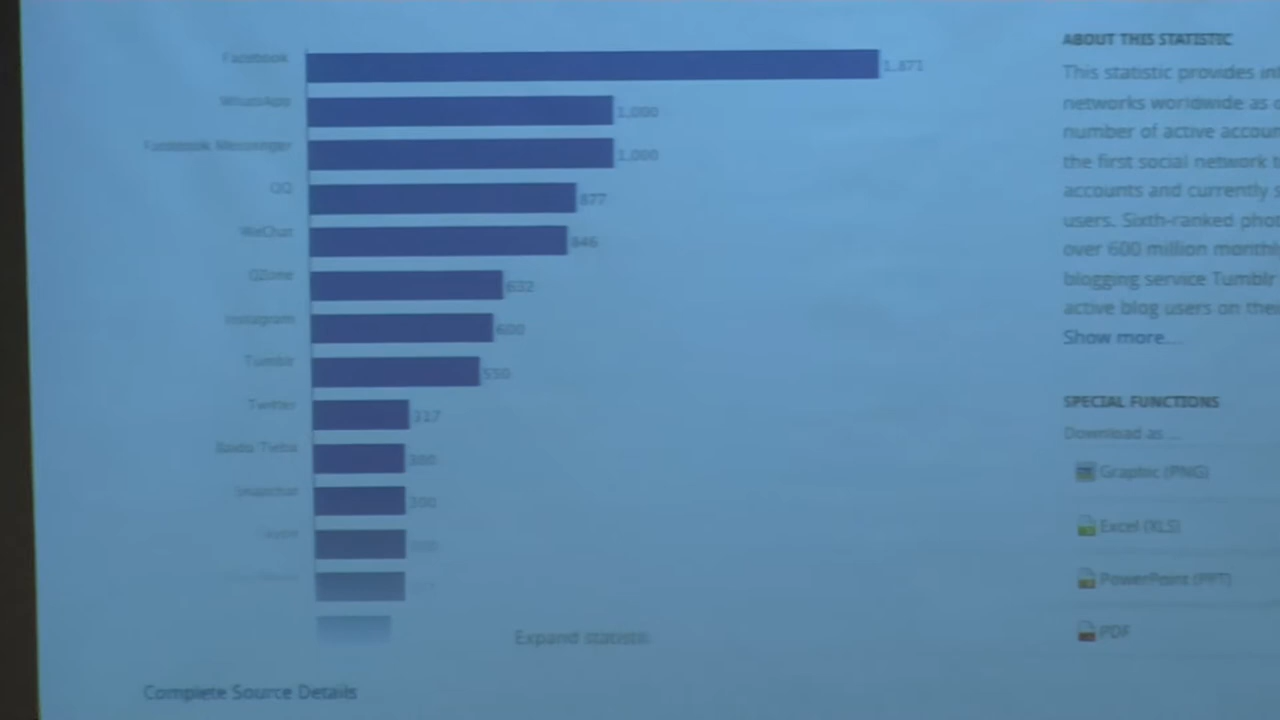 Facebook 1,871
WhatsApp 1,000
Facebook Messenger 1,000
QQ 877
WeChat 846
QZone 632
Instagram 600
Tumblr 550
Twitter 317
Baidu Tieba 300
Snapchat 300
Expand statistic
Complete Source Details
ABOUT THIS STATISTIC
This statistic provides in
networks worldwide as o
number of active accoun
the first social network t
accounts and currently s
users. Sixth-ranked phot
over 600 million monthly
blogging service Tumblr
active blog users on thei
Show more...
SPECIAL FUNCTIONS
Download as ...
Graphic (PNG)
Excel (XLS)
PowerPoint (PPT)
PDF